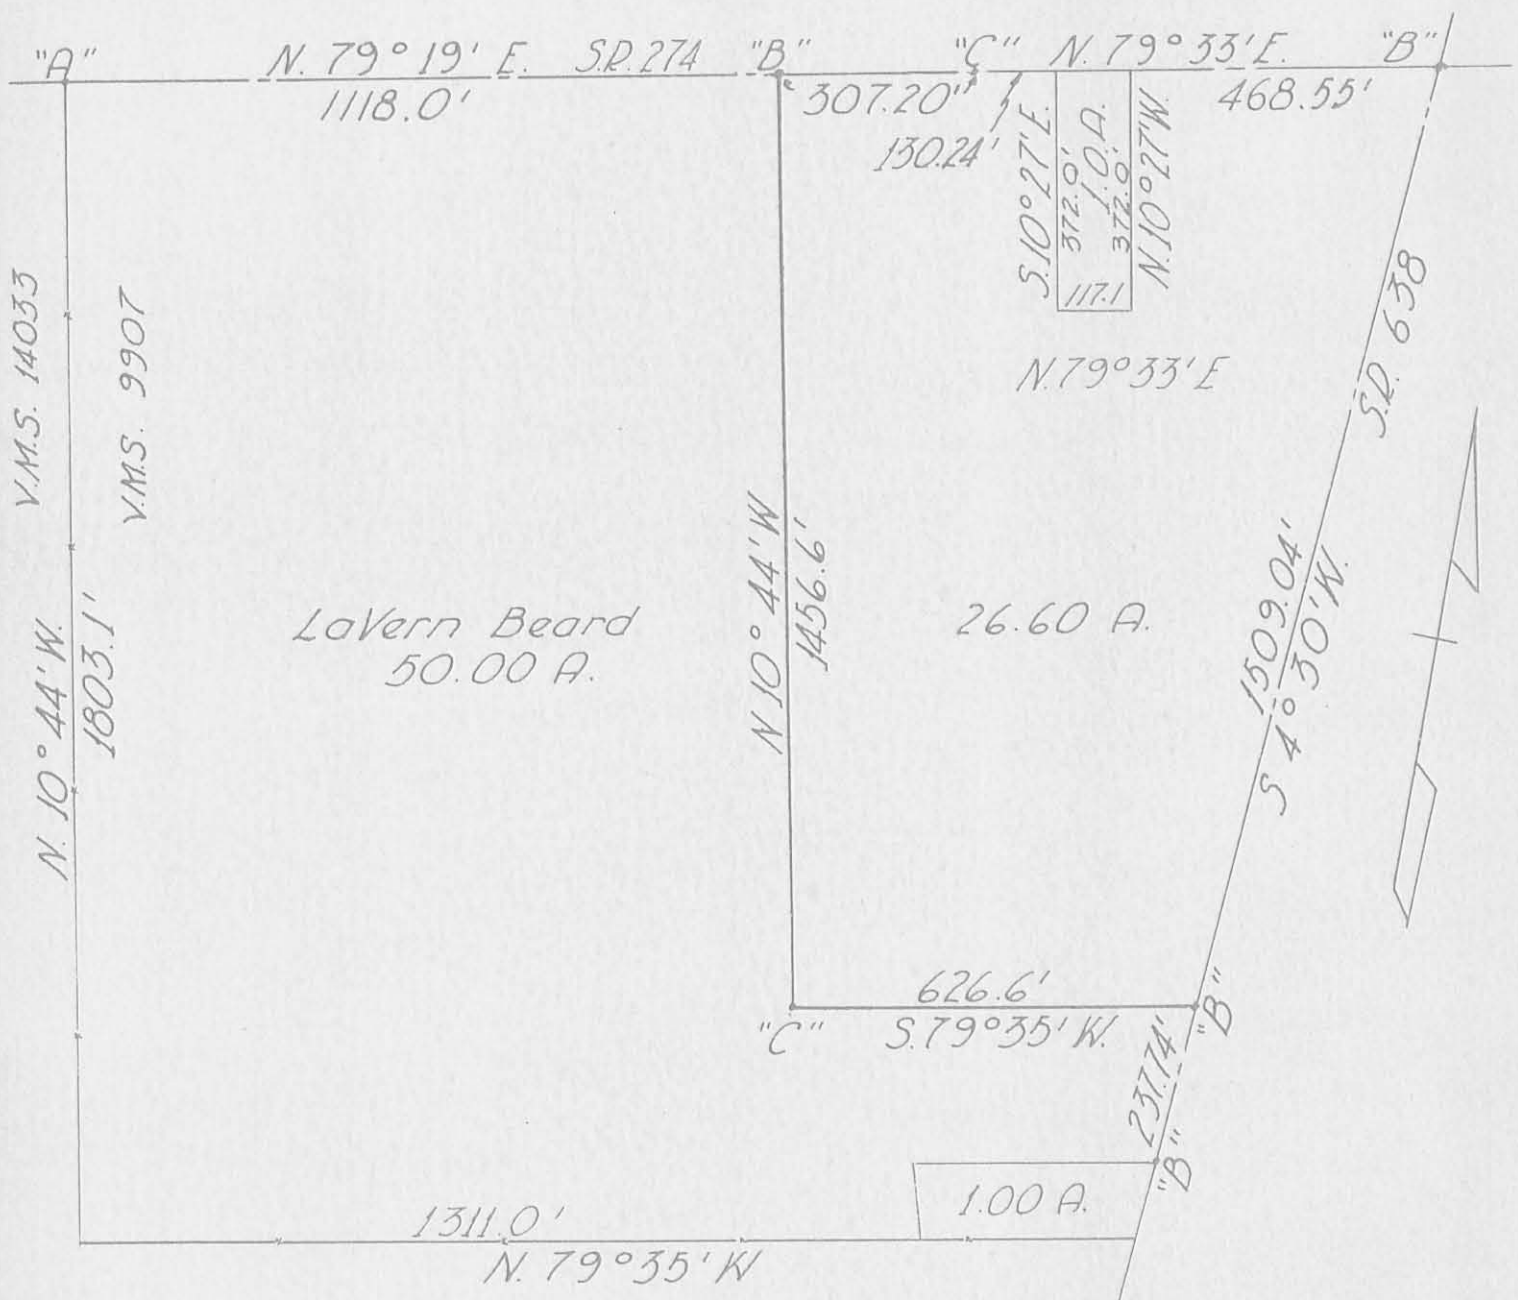 "A" N. 79° 19' E. S.R. 274 "B" "C" N. 79° 33' E. "B"
1118.0' 307.20' 468.55'
130.24'
S. 10° 27' E.
372.0'
1.0 A.
372.0'
N. 10° 27' W.
117.1
N. 79° 33' E
V.M.S. 14033
V.M.S. 9907
S.R. 638
N. 10° 44' W.
1803.1'
LaVern Beard
50.00 A.
N 10° 44' W
1456.6'
26.60 A.
1509.04'
S 4° 30' W.
626.6'
"C" S. 79° 35' W. "B"
237.74'
"B"
1.00 A.
1311.0'
N. 79° 35' W